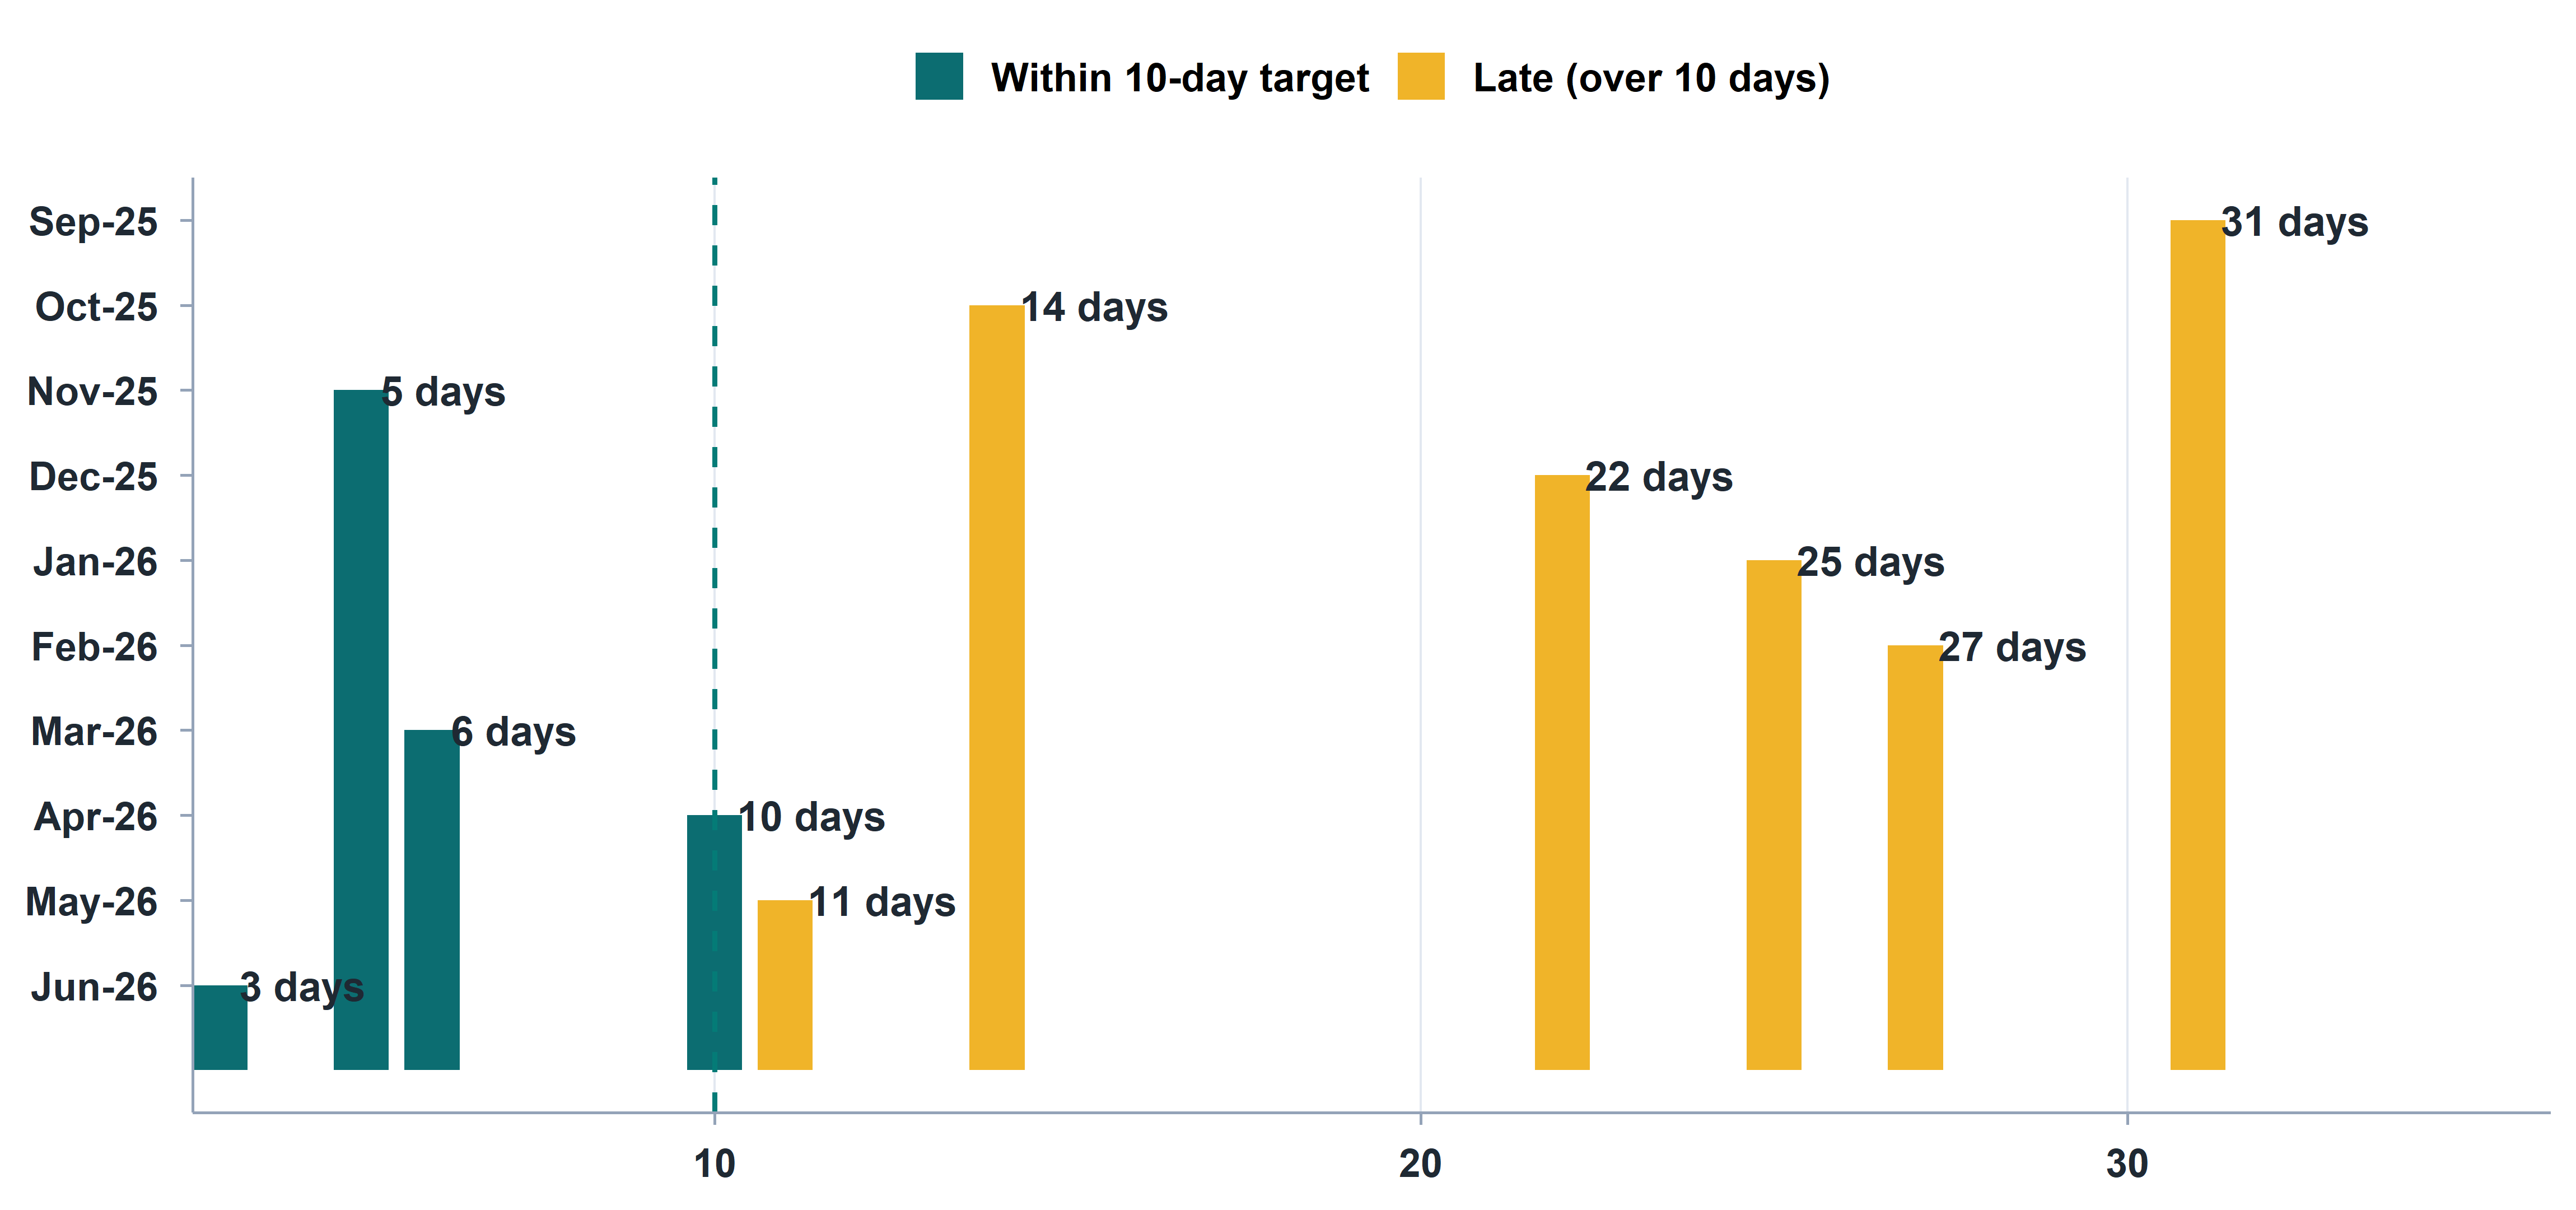 Within 10-day target Late (over 10 days)
Sep-25 31 days
Oct-25 14 days
Nov-25 5 days
Dec-25 22 days
Jan-26 25 days
Feb-26 27 days
Mar-26 6 days
Apr-26 10 days
May-26 11 days
Jun-26 3 days
10 20 30